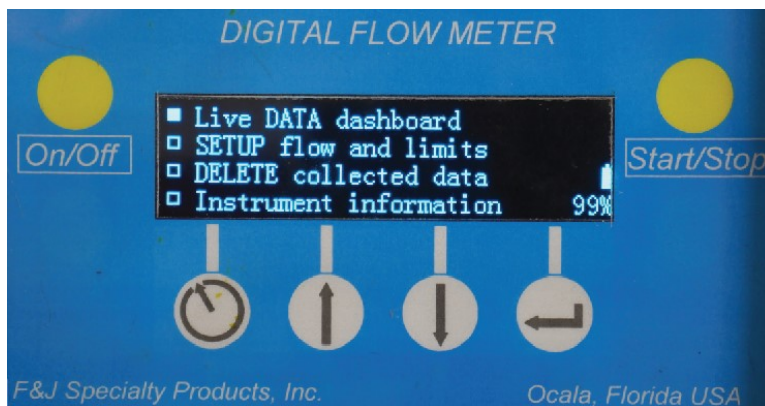 DIGITAL FLOW METER
On/Off
Live DATA dashboard
SETUP flow and limits
DELETE collected data
Instrument information 99%
Start/Stop
F&J Specialty Products, Inc.
Ocala, Florida USA